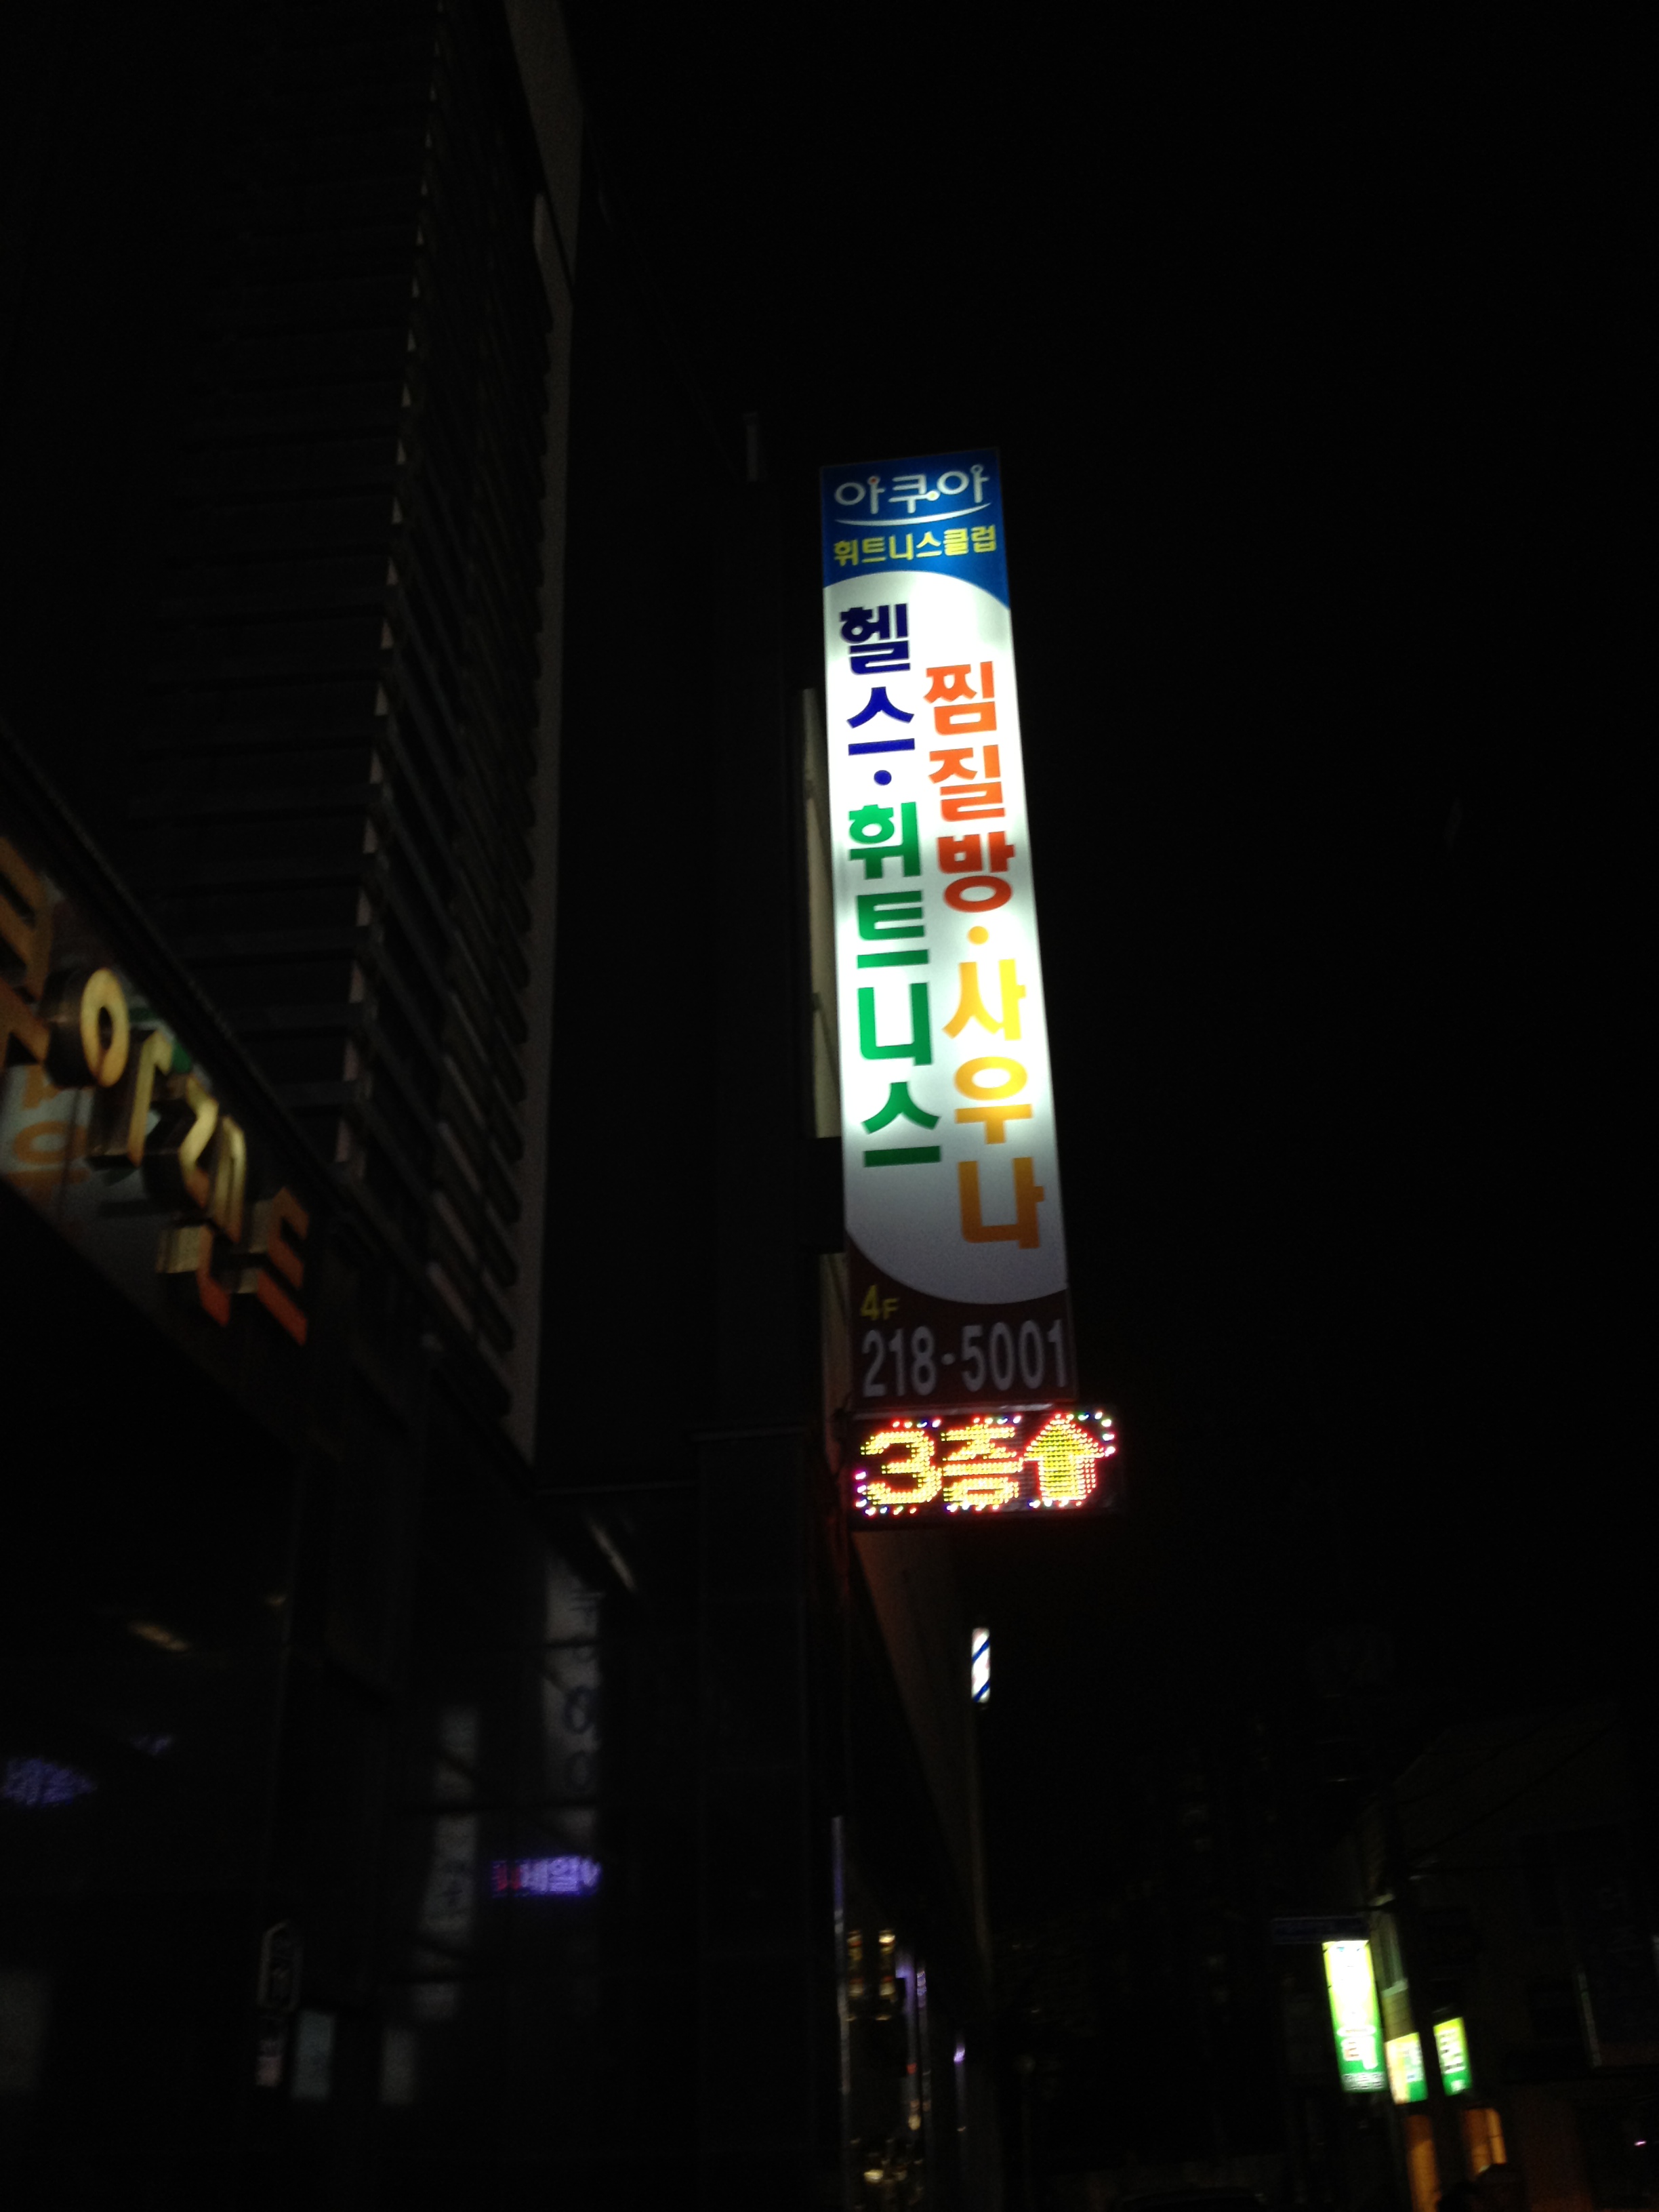 아쿠아
휘트니스클럽
헬스·휘트니스
찜질방·사우나
4F
218-5001
3층